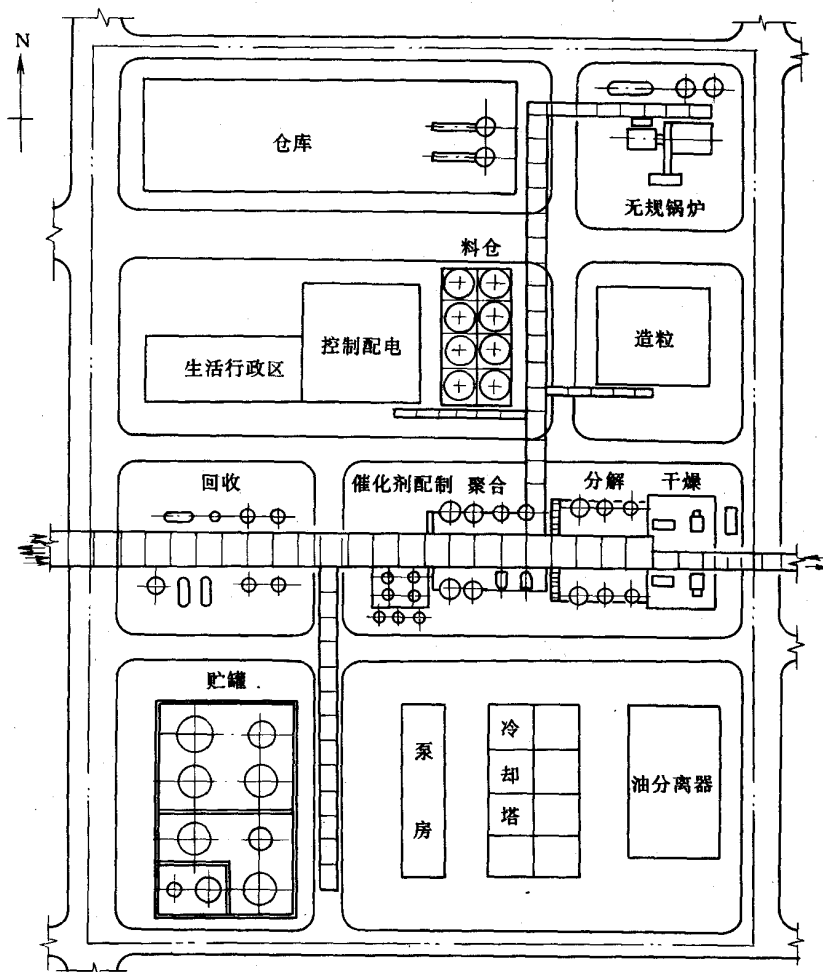 N
仓库
无规锅炉
料仓
控制配电
生活行政区
造粒
回收
催化剂配制 聚合
分解 干燥
贮罐
泵房
冷却塔
油分离器